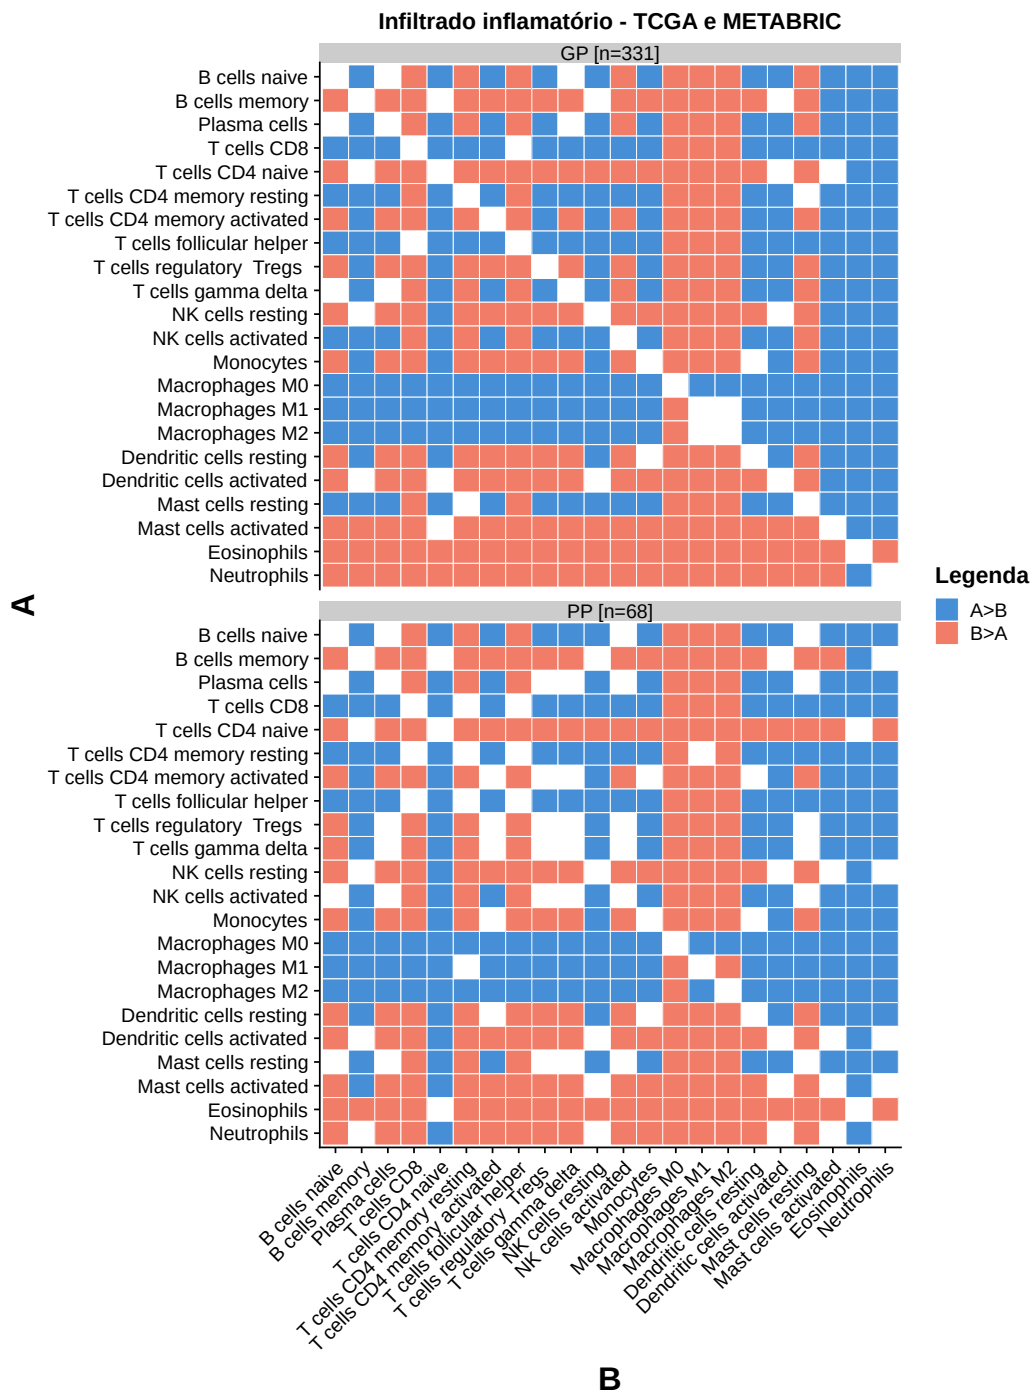 Infiltrado inflamatório - TCGA e METABRIC
GP [n=331]
B cells naive
B cells memory
Plasma cells
T cells CD8
T cells CD4 naive
T cells CD4 memory resting
T cells CD4 memory activated
T cells follicular helper
T cells regulatory  Tregs
T cells gamma delta
NK cells resting
NK cells activated
Monocytes
Macrophages M0
Macrophages M1
Macrophages M2
Dendritic cells resting
Dendritic cells activated
Mast cells resting
Mast cells activated
Eosinophils
Neutrophils
A
Legenda
A>B
B>A
PP [n=68]
B cells naive
B cells memory
Plasma cells
T cells CD8
T cells CD4 naive
T cells CD4 memory resting
T cells CD4 memory activated
T cells follicular helper
T cells regulatory  Tregs
T cells gamma delta
NK cells resting
NK cells activated
Monocytes
Macrophages M0
Macrophages M1
Macrophages M2
Dendritic cells resting
Dendritic cells activated
Mast cells resting
Mast cells activated
Eosinophils
Neutrophils
B cells naive
B cells memory
Plasma cells
T cells CD8
T cells CD4 naive
T cells CD4 memory resting
T cells CD4 memory activated
T cells follicular helper
T cells regulatory  Tregs
T cells gamma delta
NK cells resting
NK cells activated
Monocytes
Macrophages M0
Macrophages M1
Macrophages M2
Dendritic cells resting
Dendritic cells activated
Mast cells resting
Mast cells activated
Eosinophils
Neutrophils
B